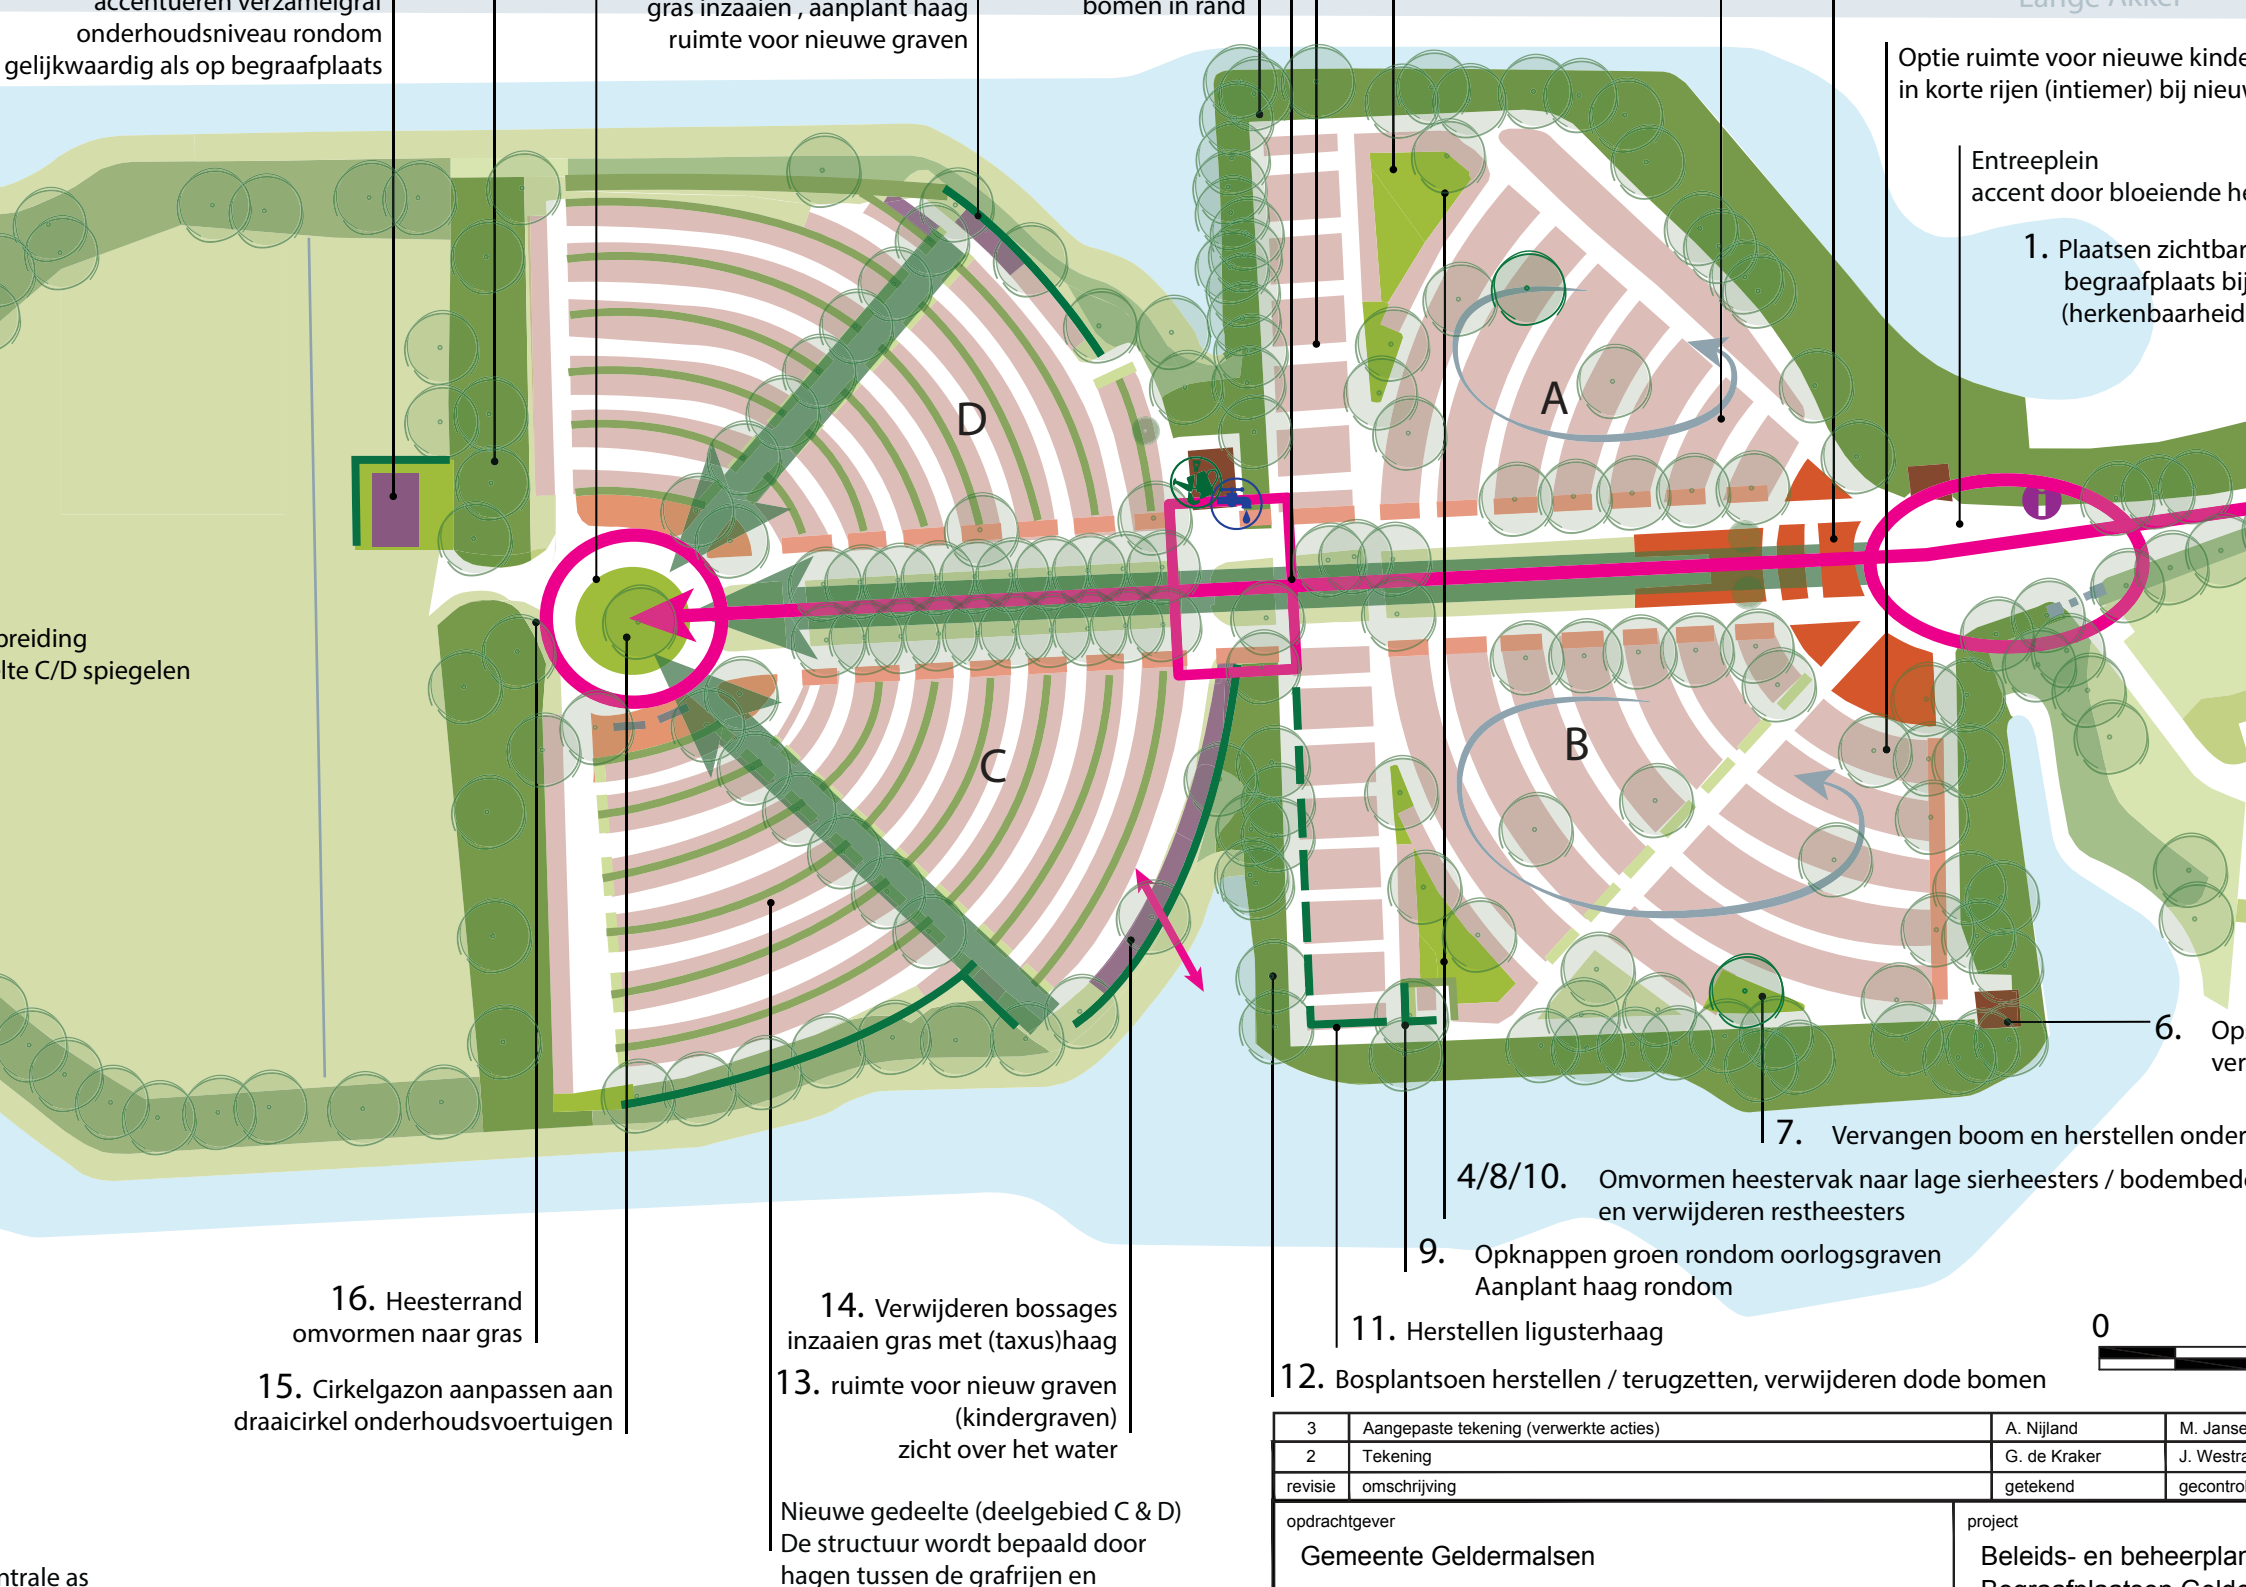 accentueren verzamelgraf
onderhoudsniveau rondom
gelijkwaardig als op begraafplaats
gras inzaaien , aanplant haag
ruimte voor nieuwe graven
bomen in rand
Lange Akker
Optie ruimte voor nieuwe kinde
in korte rijen (intiemer) bij nieuw
Entreeplein
accent door bloeiende he
1. Plaatsen zichtbar
begraafplaats bij
(herkenbaarheid
D
A
i
C
B
breiding
elte C/D spiegelen
6. Op
ver
7. Vervangen boom en herstellen onder
4/8/10. Omvormen heestervak naar lage sierheesters / bodembede
en verwijderen restheesters
9. Opknappen groen rondom oorlogsgraven
Aanplant haag rondom
11. Herstellen ligusterhaag
12. Bosplantsoen herstellen / terugzetten, verwijderen dode bomen
0
16. Heesterrand
omvormen naar gras
15. Cirkelgazon aanpassen aan
draaicirkel onderhoudsvoertuigen
14. Verwijderen bossages
inzaaien gras met (taxus)haag
13. ruimte voor nieuw graven
(kindergraven)
zicht over het water
Nieuwe gedeelte (deelgebied C & D)
De structuur wordt bepaald door
hagen tussen de grafrijen en
ntrale as
3 Aangepaste tekening (verwerkte acties) A. Nijland M. Janse
2 Tekening G. de Kraker J. Westra
revisie omschrijving getekend gecontrol
opdrachtgever project
Gemeente Geldermalsen Beleids- en beheerplan
Begraafplaatsen Gelde